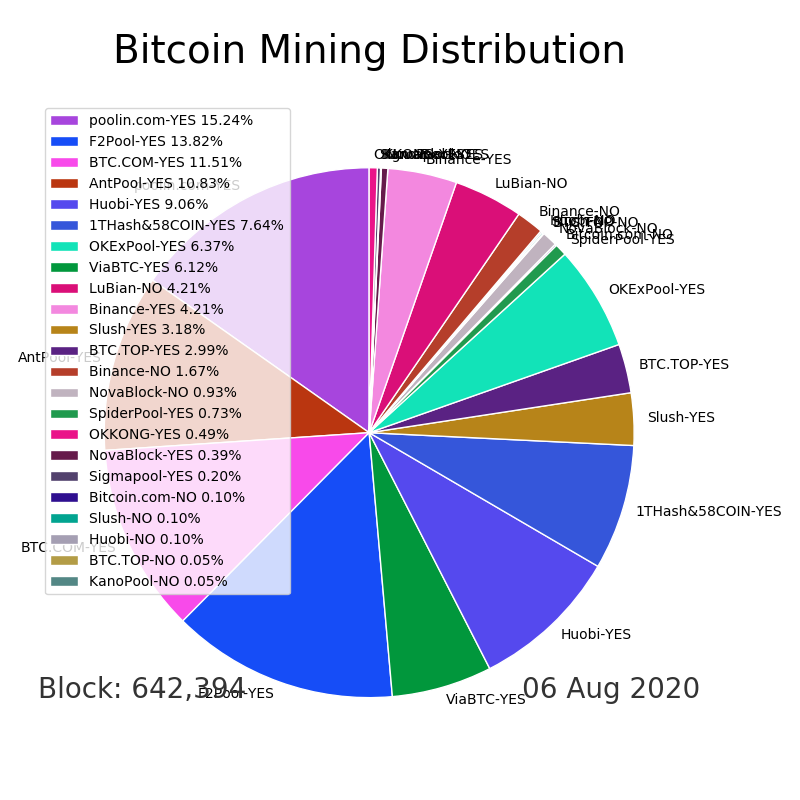 Bitcoin Mining Distribution
poolin.com-YES 15.24%
F2Pool-YES 13.82%
BTC.COM-YES 11.51%
AntPool-YES 10.83%
Huobi-YES 9.06%
1THash&58COIN-YES 7.64%
OKExPool-YES 6.37%
ViaBTC-YES 6.12%
LuBian-NO 4.21%
Binance-YES 4.21%
Slush-YES 3.18%
BTC.TOP-YES 2.99%
Binance-NO 1.67%
NovaBlock-NO 0.93%
SpiderPool-YES 0.73%
OKKONG-YES 0.49%
NovaBlock-YES 0.39%
Sigmapool-YES 0.20%
Bitcoin.com-NO 0.10%
Slush-NO 0.10%
Huobi-NO 0.10%
BTC.TOP-NO 0.05%
KanoPool-NO 0.05%
Binance-YES
LuBian-NO
Binance-NO
NovaBlock-NO
Bitcoin.com-NO
SpiderPool-YES
OKExPool-YES
BTC.TOP-YES
Slush-YES
1THash&58COIN-YES
Huobi-YES
ViaBTC-YES
F2Pool-YES
BTC.COM-YES
AntPool-YES
Block: 642,394
06 Aug 2020